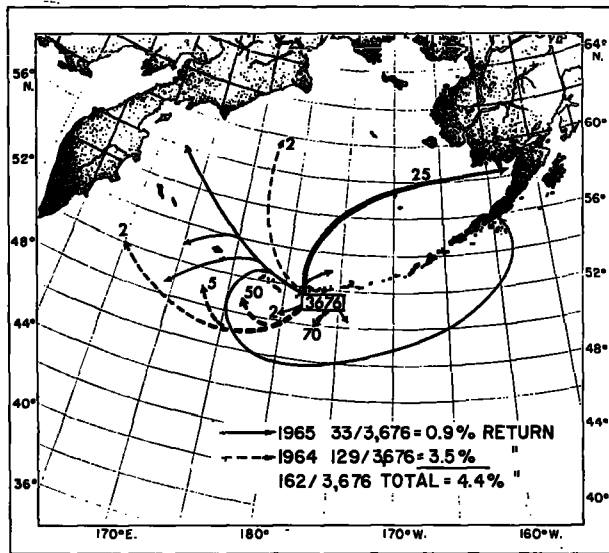 56°
N.
52°
48°
44°
40°
36°
64°
N.
60°
56°
52°
48°
44°
40°
2
25
2
5
50
2
3676
70
1965 33/3,676 = 0.9% RETURN
1964 129/3,676 = 3.5% "
162/3,676 TOTAL = 4.4% "
170°E.
180°
170°W.
160°W.